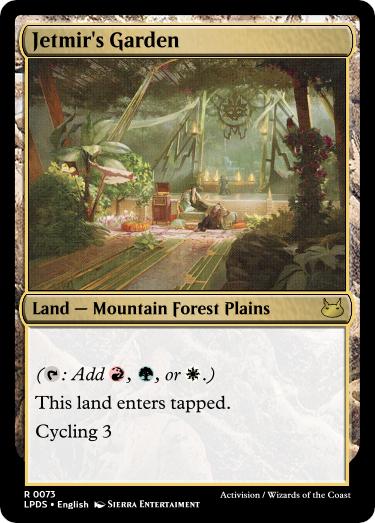 Jetmir's Garden
Land — Mountain Forest Plains
(: Add , , or .)
This land enters tapped.
Cycling 3
R 0073
LPDS • English Sierra Entertaiment
Activision / Wizards of the Coast